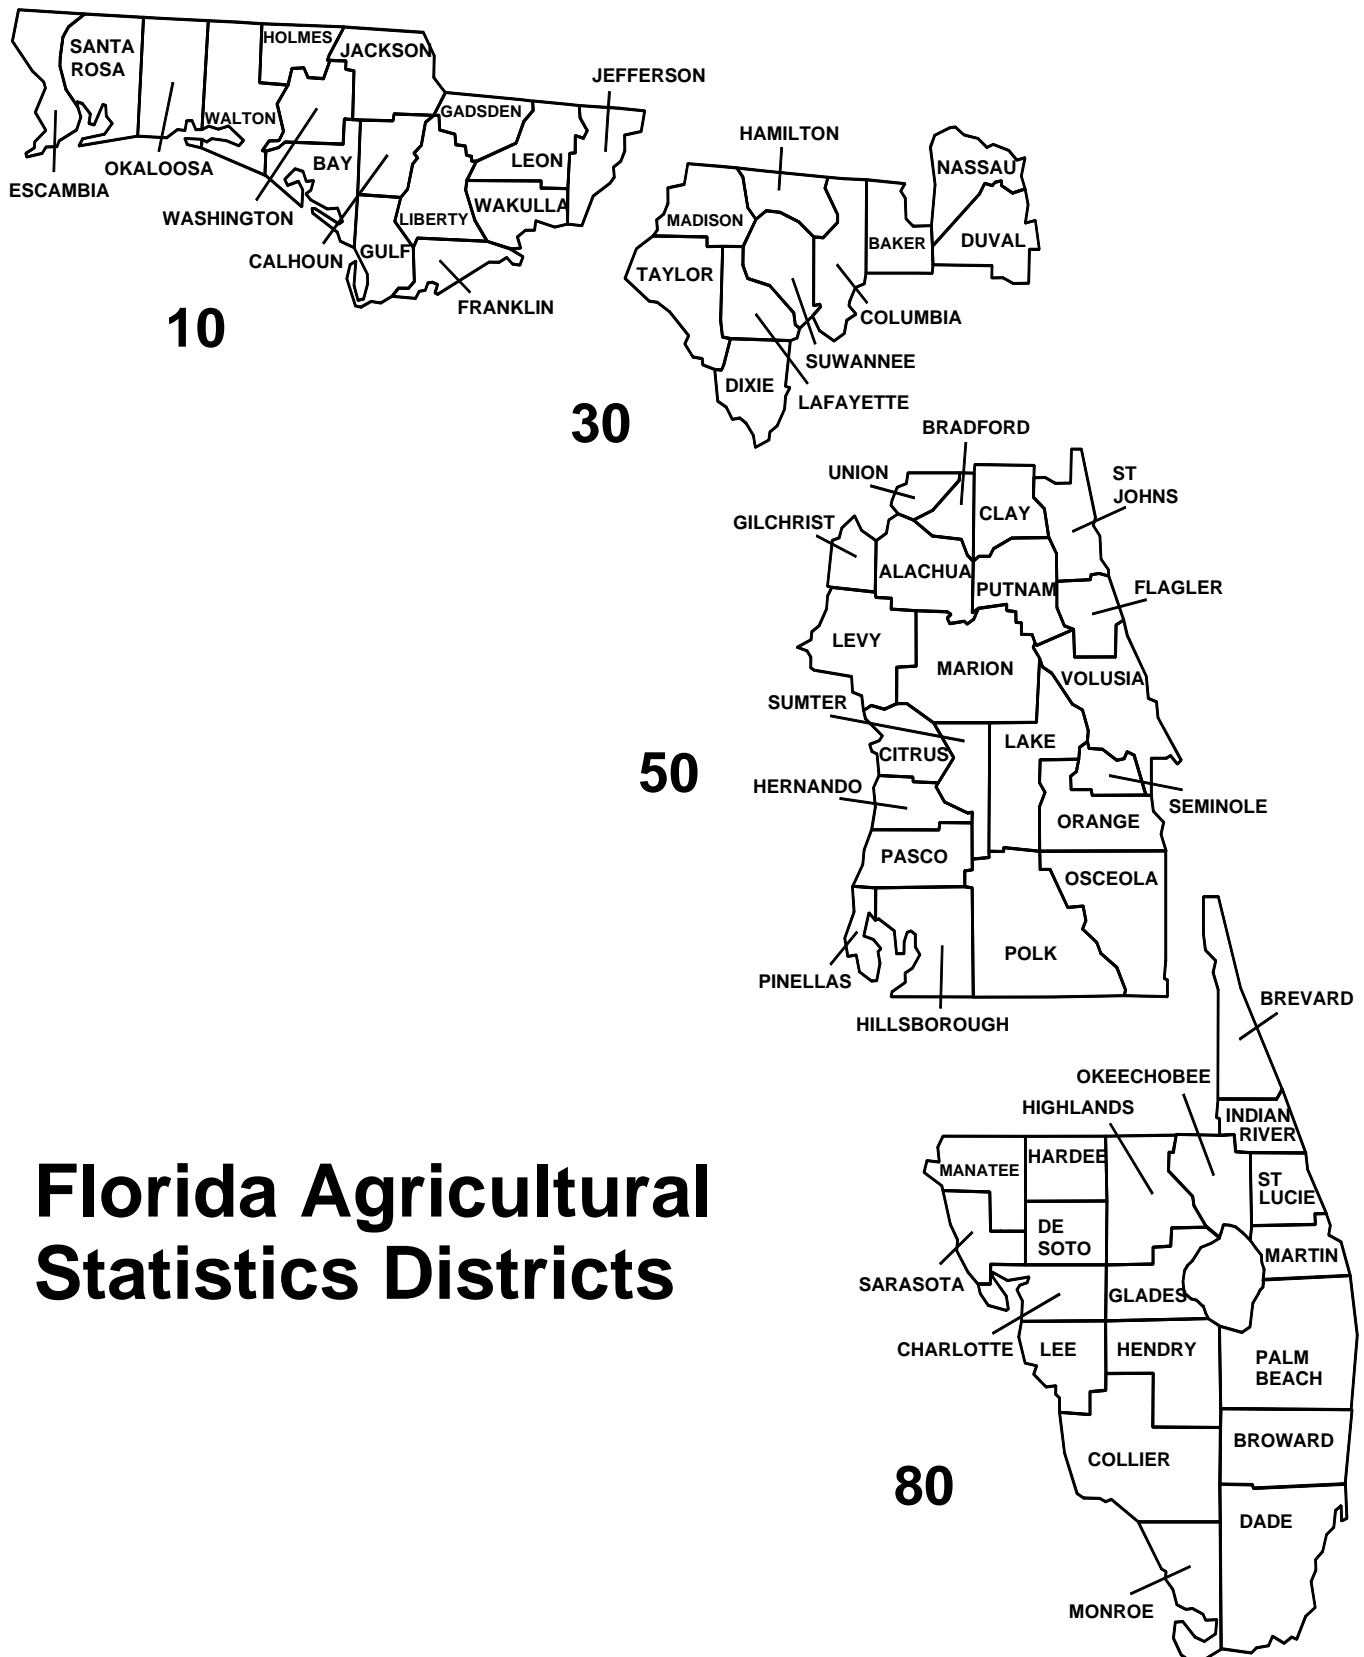 HOLMES
SANTA
ROSA
JACKSON
JEFFERSON
GADSDEN
WALTON
HAMILTON
OKALOOSA
BAY
LEON
NASSAU
ESCAMBIA
WASHINGTON
LIBERTY
WAKULLA
MADISON
CALHOUN
GULF
BAKER
DUVAL
TAYLOR
FRANKLIN
COLUMBIA
10
SUWANNEE
DIXIE
LAFAYETTE
30
BRADFORD
UNION
ST
JOHNS
CLAY
GILCHRIST
ALACHUA
PUTNAM
FLAGLER
LEVY
MARION
VOLUSIA
SUMTER
LAKE
CITRUS
50
HERNANDO
SEMINOLE
ORANGE
PASCO
OSCEOLA
POLK
PINELLAS
HILLSBOROUGH
BREVARD
OKEECHOBEE
HIGHLANDS
INDIAN
RIVER
HARDEE
MANATEE
ST
LUCIE
Florida Agricultural
Statistics Districts
DE
SOTO
MARTIN
SARASOTA
GLADES
CHARLOTTE
LEE
HENDRY
PALM
BEACH
BROWARD
COLLIER
80
DADE
MONROE